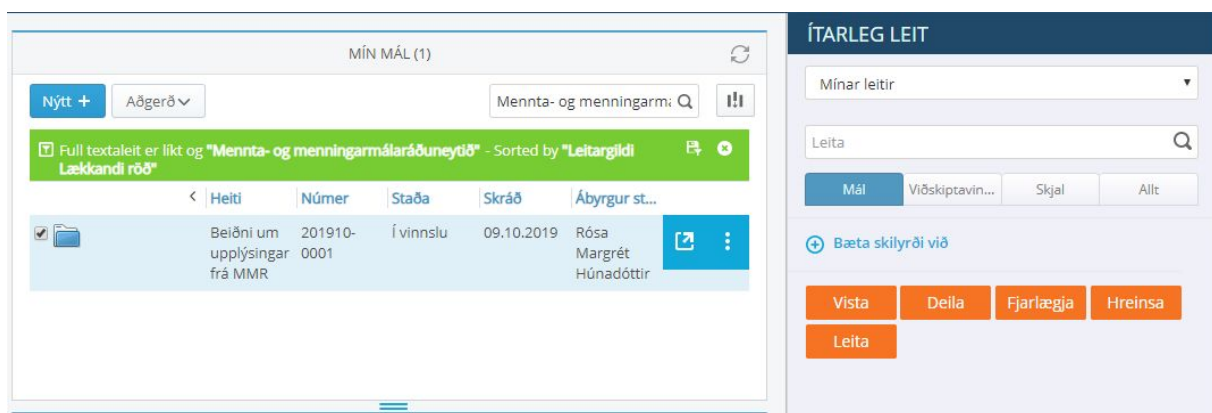 MÍN MÁL (1)
Nýtt +
Aðgerð
Mennta- og menningarmá
Full textaleit er líkt og "Mennta- og menningarmálaráðuneytið" - Sorted by "Leitargildi
Lækkandi röð"
< Heiti Númer Staða Skráð Ábyrgur st...
Beiðni um 201910- Í vinnslu 09.10.2019 Rósa
upplýsingar 0001 Margrét
frá MMR Húnadóttir
ÍTARLEG LEIT
Mínar leitir
Leita
Mál Viðskiptavin... Skjal Allt
Bæta skilyrði við
Vista Deila Fjarlægja Hreinsa
Leita